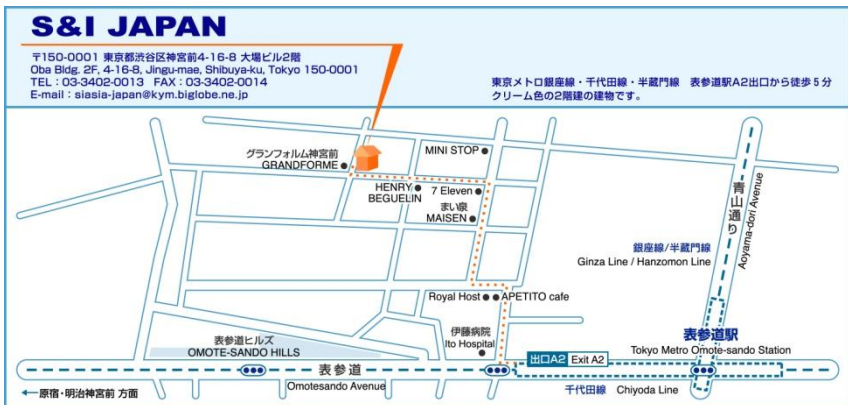 S&I JAPAN
〒150-0001 東京都渋谷区神宮前4-16-8 大場ビル2階
Oba Bldg. 2F, 4-16-8, Jingu-mae, Shibuya-ku, Tokyo 150-0001
TEL : 03-3402-0013 FAX : 03-3402-0014
E-mail : siasia-japan@kym.biglobe.ne.jp
東京メトロ銀座線・千代田線・半蔵門線 表参道駅A2出口から徒歩5分
クリーム色の2階建の建物です。
グランフォルム神宮前
GRANDFORME
MINI STOP
HENRY
BEGUELIN
7 Eleven
まい泉
MAISEN
青山通り
Aoyama-dori Avenue
銀座線/半蔵門線
Ginza Line / Hanzomon Line
Royal Host
APETITO cafe
表参道ヒルズ
OMOTE-SANDO HILLS
伊藤病院
Ito Hospital
表参道駅
Tokyo Metro Omote-sando Station
出口A2 Exit A2
表参道
Omotesando Avenue
千代田線 Chiyoda Line
←原宿・明治神宮前 方面